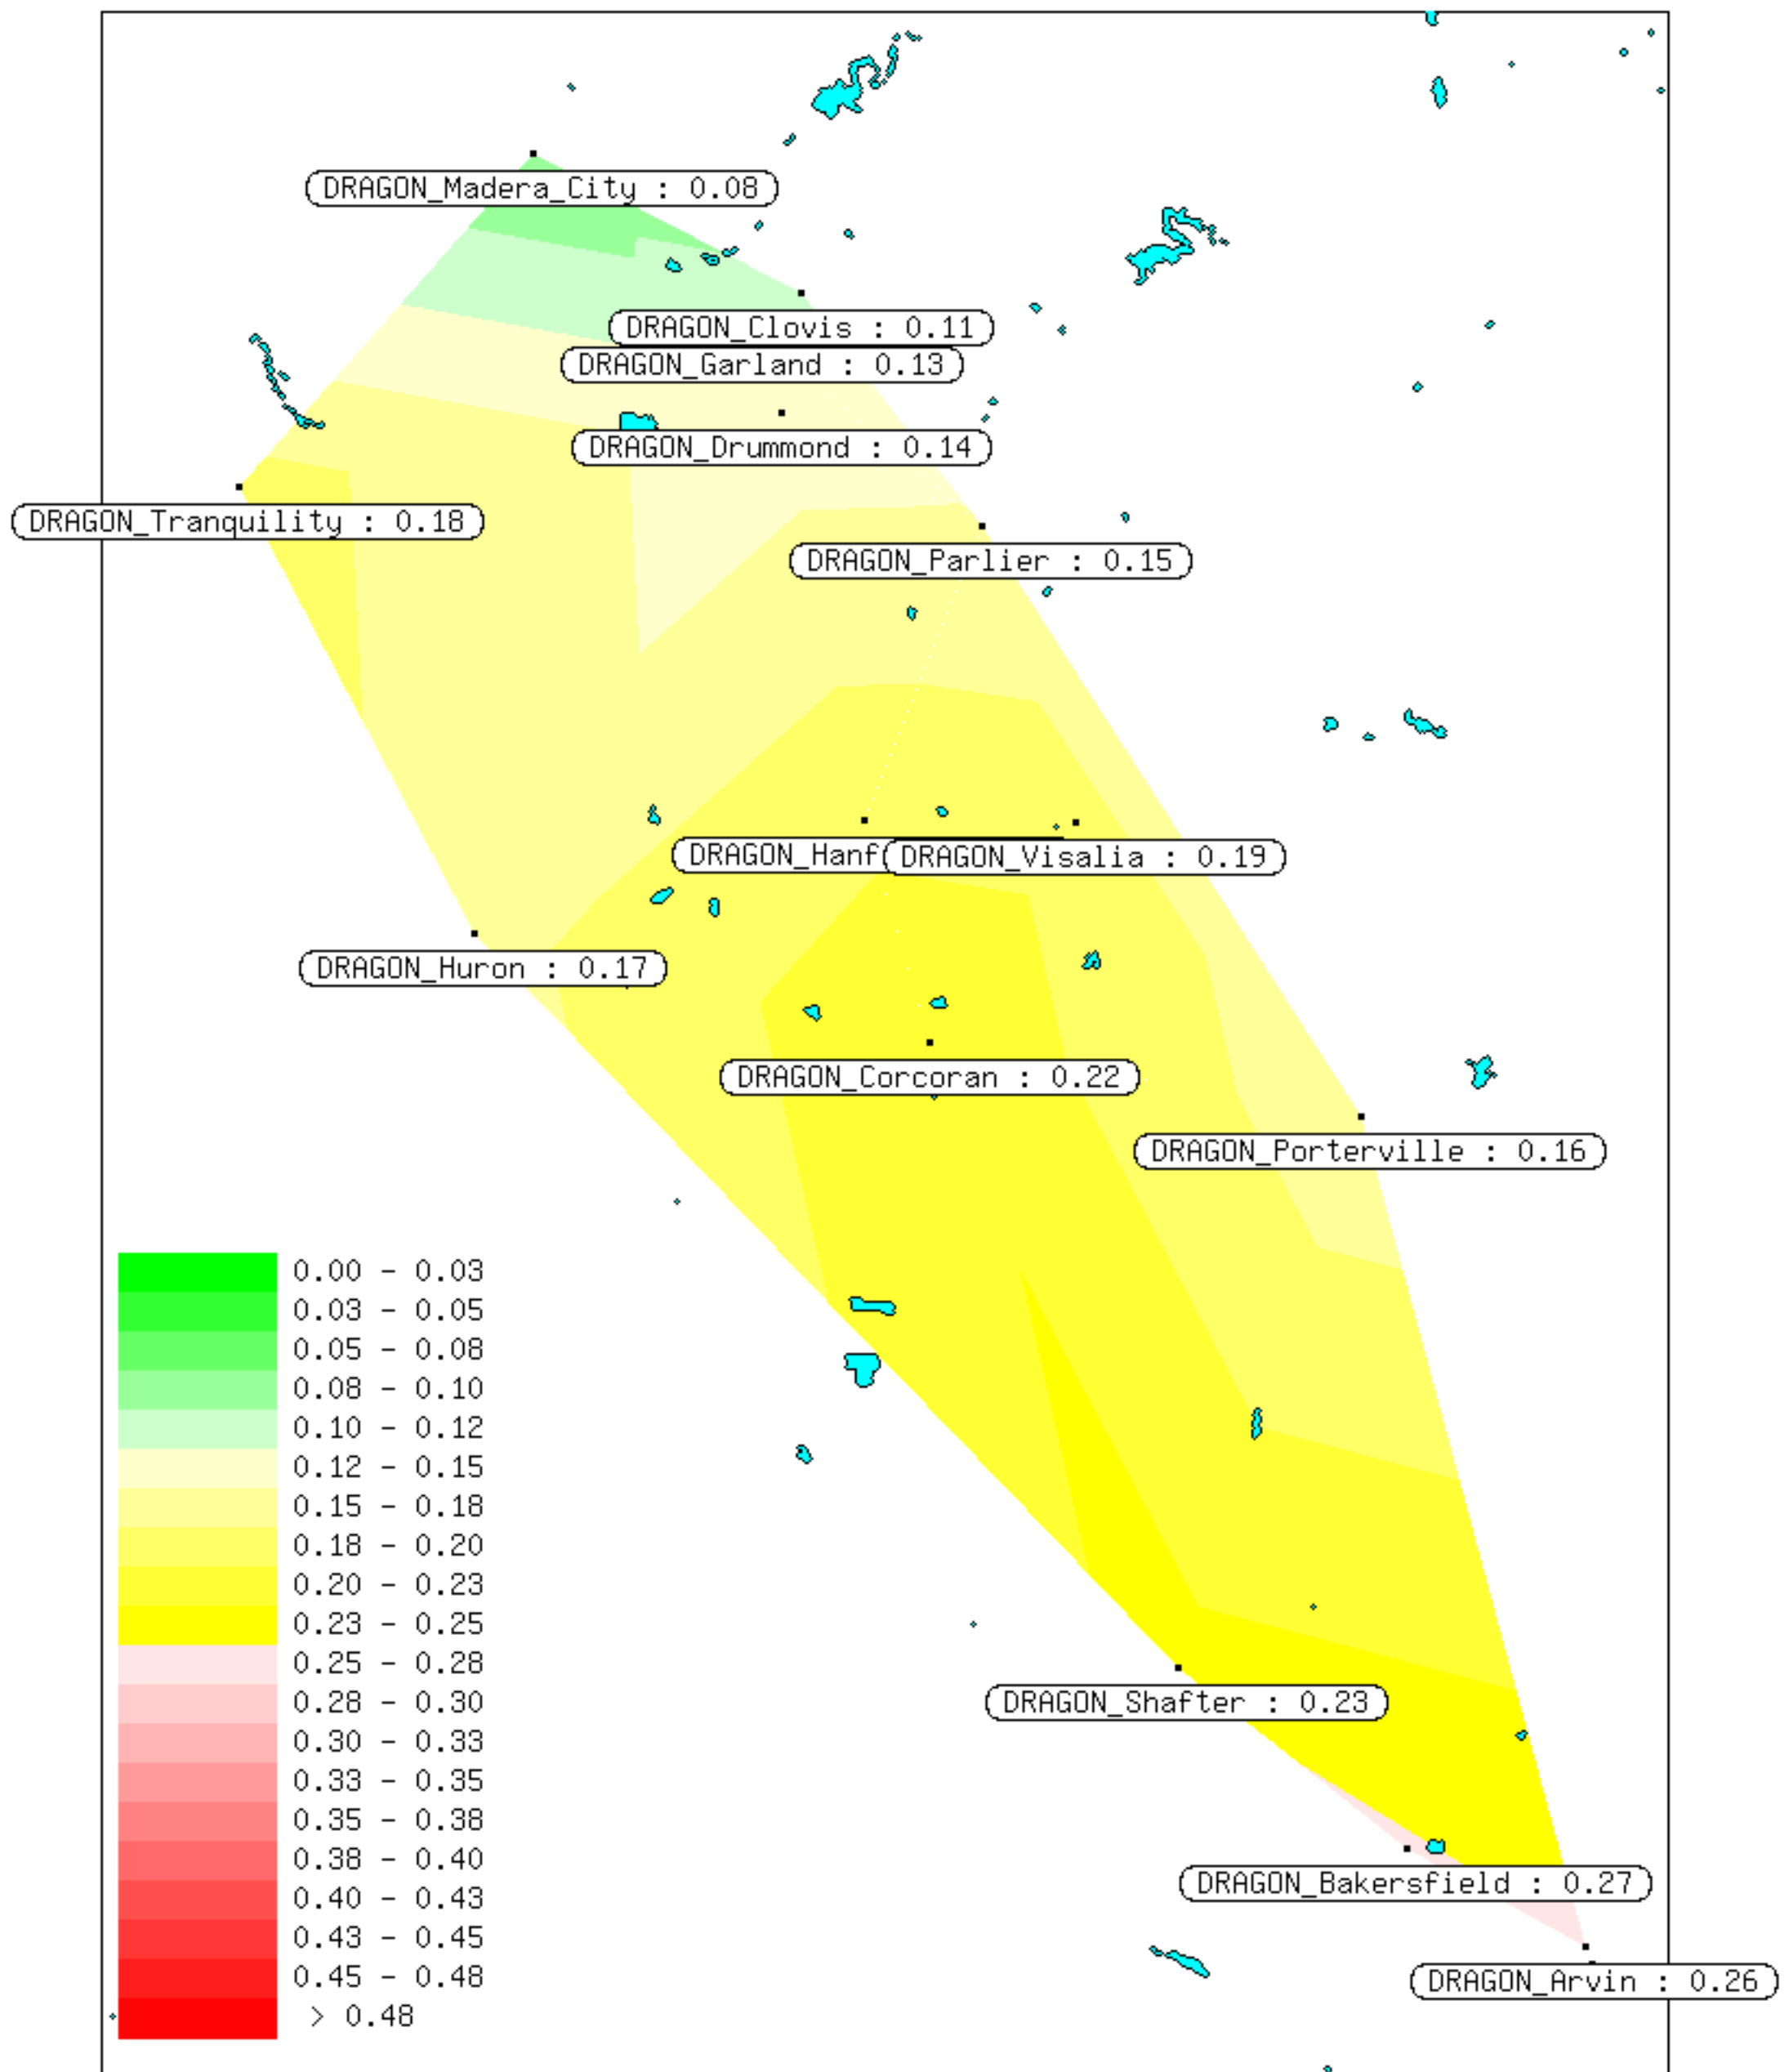 DRAGON_Madera_City : 0.08
DRAGON_Clovis : 0.11
DRAGON_Garland : 0.13
DRAGON_Drummond : 0.14
DRAGON_Tranquility : 0.18
DRAGON_Parlier : 0.15
DRAGON_Hanf
DRAGON_Visalia : 0.19
DRAGON_Huron : 0.17
DRAGON_Corcoran : 0.22
DRAGON_Porterville : 0.16
DRAGON_Shafter : 0.23
DRAGON_Bakersfield : 0.27
DRAGON_Arvin : 0.26
0.00 - 0.03
0.03 - 0.05
0.05 - 0.08
0.08 - 0.10
0.10 - 0.12
0.12 - 0.15
0.15 - 0.18
0.18 - 0.20
0.20 - 0.23
0.23 - 0.25
0.25 - 0.28
0.28 - 0.30
0.30 - 0.33
0.33 - 0.35
0.35 - 0.38
0.38 - 0.40
0.40 - 0.43
0.43 - 0.45
0.45 - 0.48
> 0.48